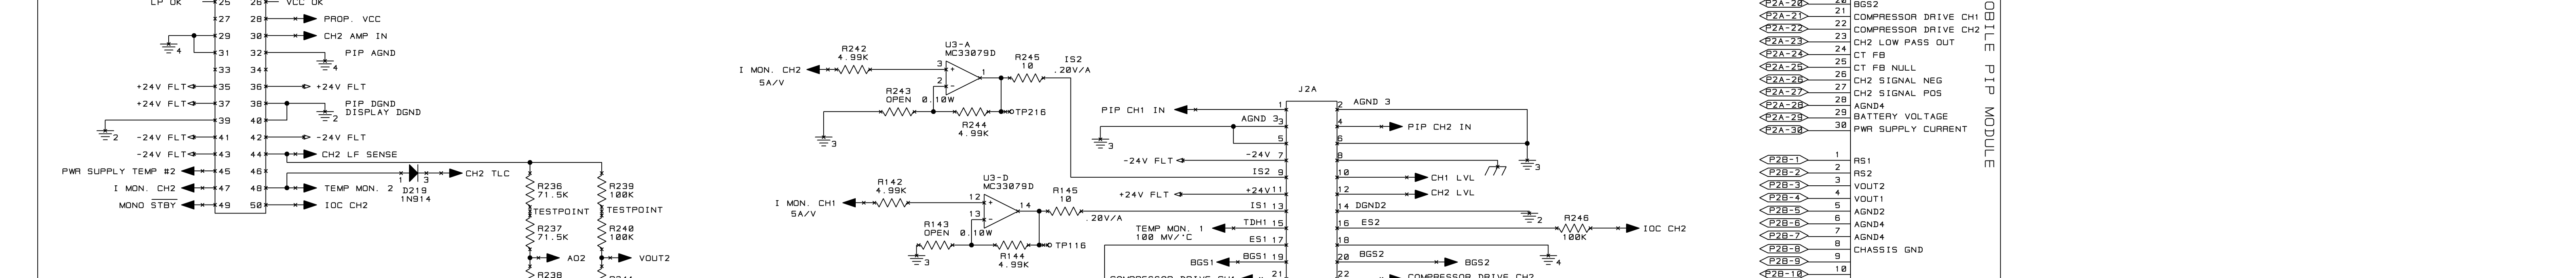 LP OK 25 26 VCC OK
27 28 PROP. VCC
29 30 CH2 AMP IN
4
31 32 PIP AGND
4
33 34
+24V FLT 35 36 +24V FLT
+24V FLT 37 38 PIP DGND
DISPLAY DGND
2
39 40
2
-24V FLT 41 42 -24V FLT
-24V FLT 43 44 CH2 LF SENSE
PWR SUPPLY TEMP #2 45 46
1 3 CH2 TLC
I MON. CH2 47 48 TEMP MON. 2
D219
1N914
MONO STBY 49 50 IOC CH2
R236
71.5K
R239
100K
TESTPOINT
TESTPOINT
R237
71.5K
R240
100K
AO2
VOUT2
R238
I MON. CH2
5A/V
R242
4.99K
U3-A
MC33079D
3 +
2 -
1
R245
10
IS2
.20V/A
R243
OPEN
0.10W
R244
4.99K
TP216
3
I MON. CH1
5A/V
R142
4.99K
U3-D
MC33079D
12 +
13 -
14
R145
10
.20V/A
R143
OPEN
0.10W
R144
4.99K
TP116
3
J2A
PIP CH1 IN 1 2 AGND 3
AGND 3 3 4 PIP CH2 IN
3
5 6
3
-24V FLT -24V 7 8
IS2 9 10 CH1 LVL
+24V FLT +24V 11 12 CH2 LVL
IS1 13 14 DGND2
2
TEMP MON. 1
100 MV/°C
TDH1 15 16 ES2
R246
100K
IOC CH2
ES1 17 18
4
BGS1 BGS1 19 20 BGS2 BGS2
21 22 COMPRESSOR DRIVE CH2
P2A-20 20 BGS2
P2A-21 21 COMPRESSOR DRIVE CH1
P2A-22 22 COMPRESSOR DRIVE CH2
P2A-23 23 CH2 LOW PASS OUT
P2A-24 24 CT FB
P2A-25 25 CT FB NULL
P2A-26 26 CH2 SIGNAL NEG
P2A-27 27 CH2 SIGNAL POS
P2A-28 28 AGND4
P2A-29 29 BATTERY VOLTAGE
P2A-30 30 PWR SUPPLY CURRENT
P2B-1 1 RS1
P2B-2 2 RS2
P2B-3 3 VOUT2
P2B-4 4 VOUT1
P2B-5 5 AGND2
P2B-6 6 AGND4
P2B-7 7 AGND4
P2B-8 8 CHASSIS GND
P2B-9 9
P2B-10 10
OBILE PIP MODULE